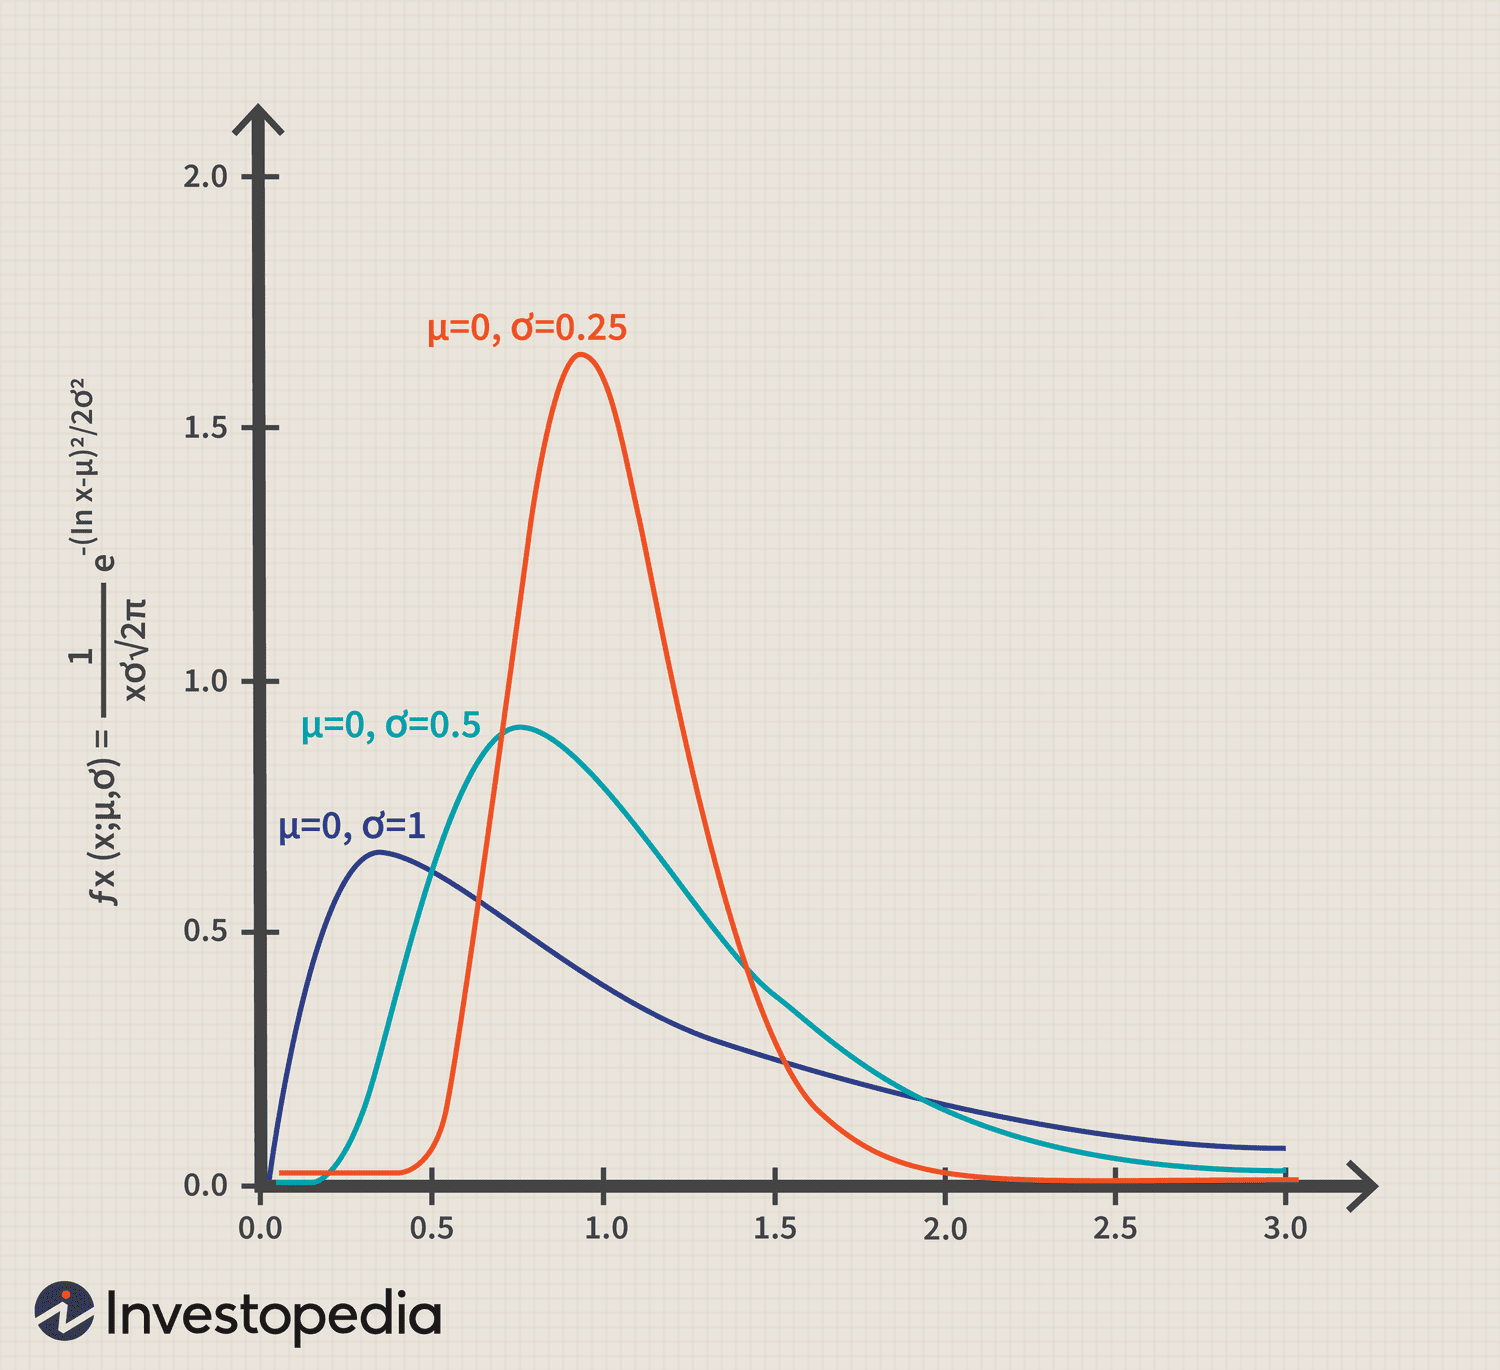 2.0
μ=0, σ=0.25
1.5
ƒx (x;μ,σ) = 1 / xσ√2π e -(ln x-μ)²/2σ²
1.0
μ=0, σ=0.5
μ=0, σ=1
0.5
0.0
0.0 0.5 1.0 1.5 2.0 2.5 3.0
Investopedia